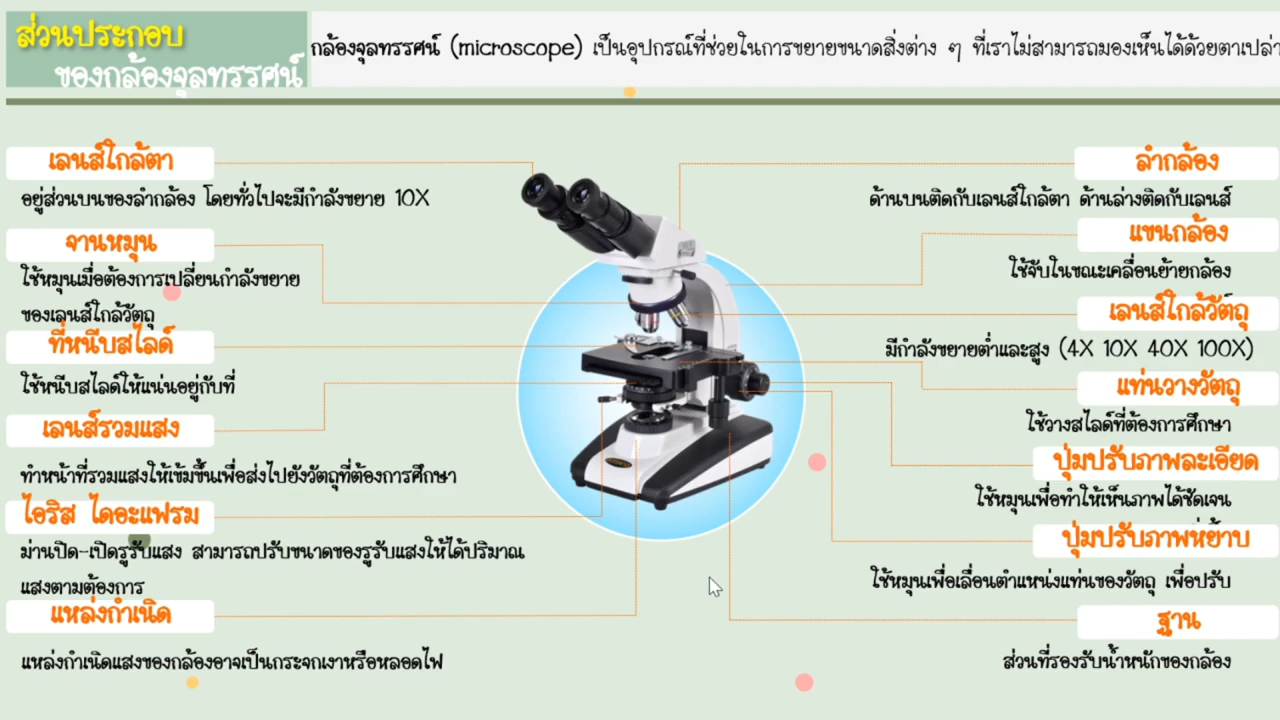 ส่วนประกอบ
ของกล้องจุลทรรศน์
กล้องจุลทรรศน์ (microscope) เป็นอุปกรณ์ที่ช่วยในการขยายขนาดสิ่งต่าง ๆ ที่เราไม่สามารถมองเห็นได้ด้วยตาเปล่า
เลนส์ใกล้ตา
อยู่ส่วนบนของลำกล้อง โดยทั่วไปจะมีกำลังขยาย 10X
จานหมุน
ใช้หมุนเมื่อต้องการเปลี่ยนกำลังขยาย
ของเลนส์ใกล้วัตถุ
ที่หนีบสไลด์
ใช้หนีบสไลด์ให้แน่นอยู่กับที่
เลนส์รวมแสง
ทำหน้าที่รวมแสงให้เข้มขึ้นเพื่อส่งไปยังวัตถุที่ต้องการศึกษา
ไอริส ไดอะแฟรม
ม่านปิด-เปิดรูรับแสง สามารถปรับขนาดของรูรับแสงให้ได้ปริมาณ
แสงตามต้องการ
แหล่งกำเนิด
แหล่งกำเนิดแสงของกล้องอาจเป็นกระจกเงาหรือหลอดไฟ
ลำกล้อง
ด้านบนติดกับเลนส์ใกล้ตา ด้านล่างติดกับเลนส์
แขนกล้อง
ใช้จับในขณะเคลื่อนย้ายกล้อง
เลนส์ใกล้วัตถุ
มีกำลังขยายต่ำและสูง (4X 10X 40X 100X)
แท่นวางวัตถุ
ใช้วางสไลด์ที่ต้องการศึกษา
ปุ่มปรับภาพละเอียด
ใช้หมุนเพื่อทำให้เห็นภาพได้ชัดเจน
ปุ่มปรับภาพห่ยาบ
ใช้หมุนเพื่อเลื่อนตำแหน่งแท่นของวัตถุ เพื่อปรับ
ฐาน
ส่วนที่รองรับน้ำหนักของกล้อง